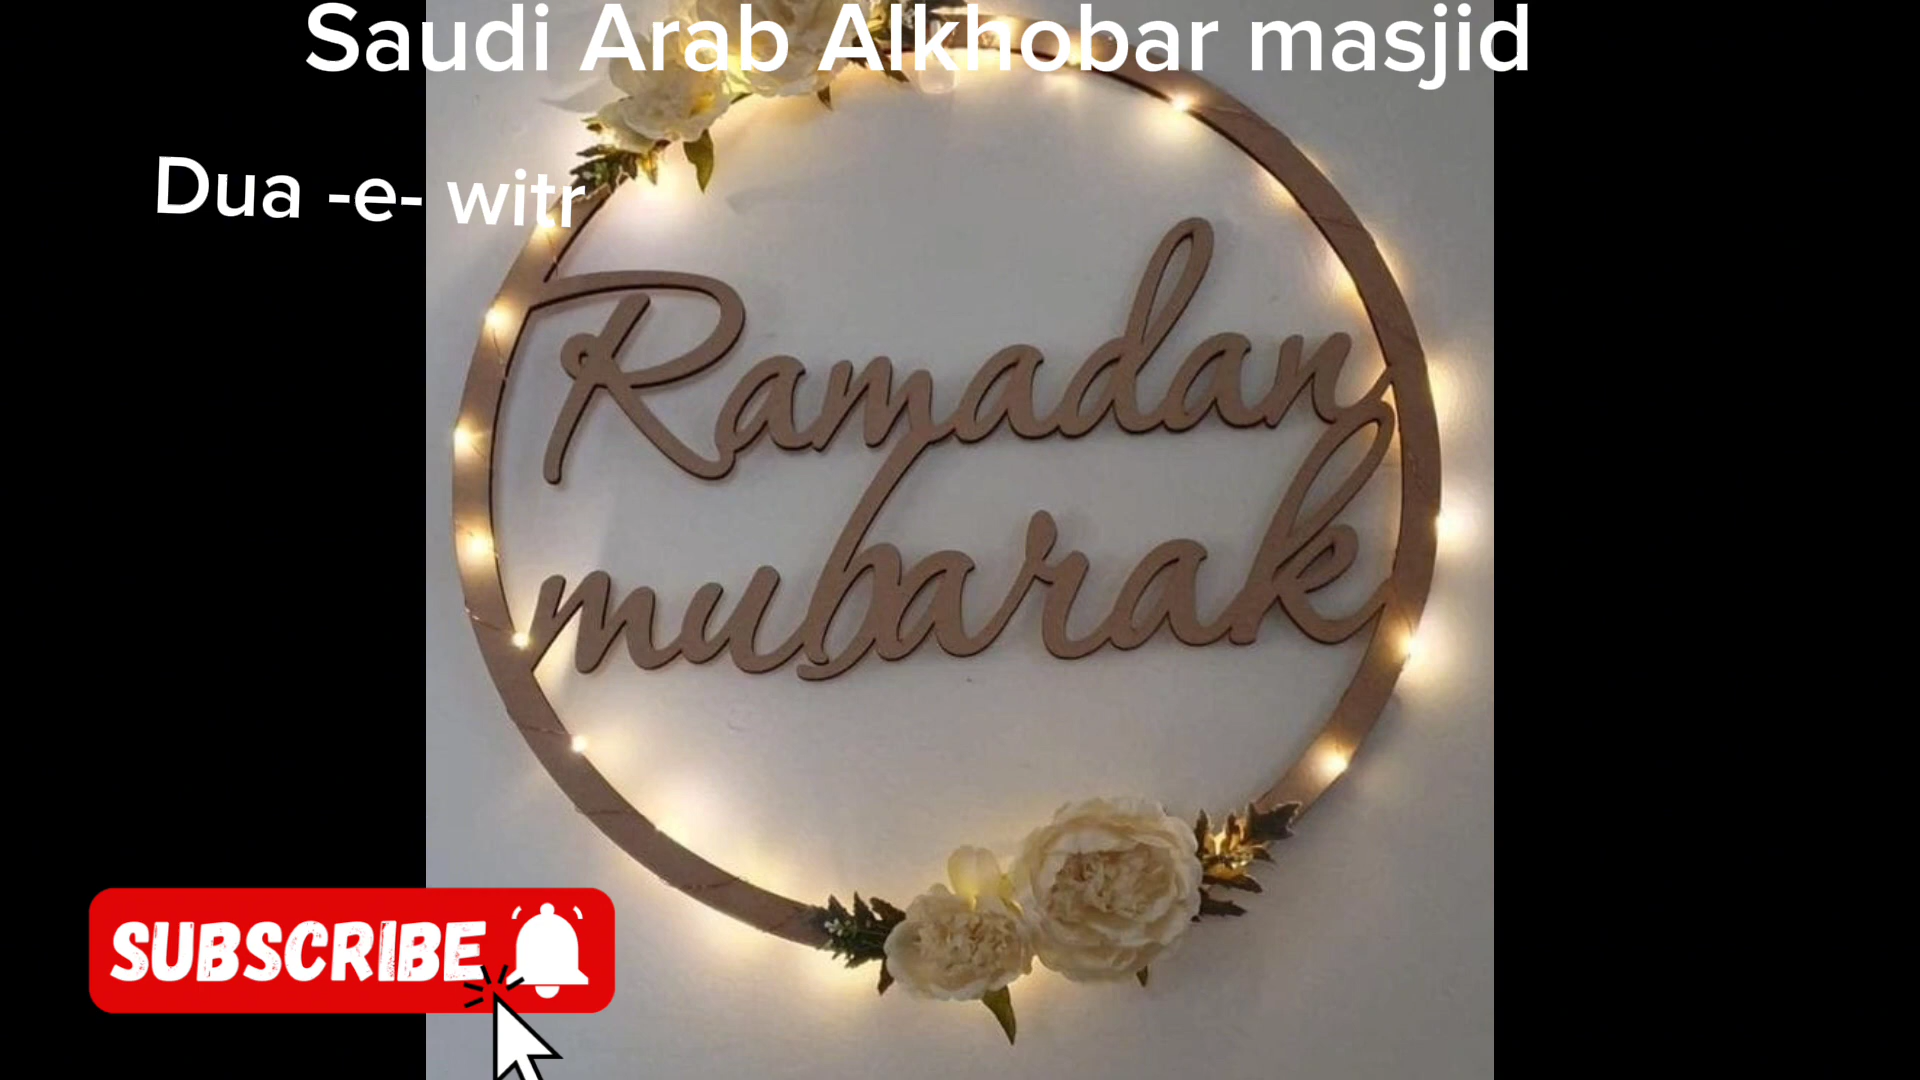 Saudi Arab Alkhobar masjid
Dua -e- witr
Ramadan
mubarak
SUBSCRIBE